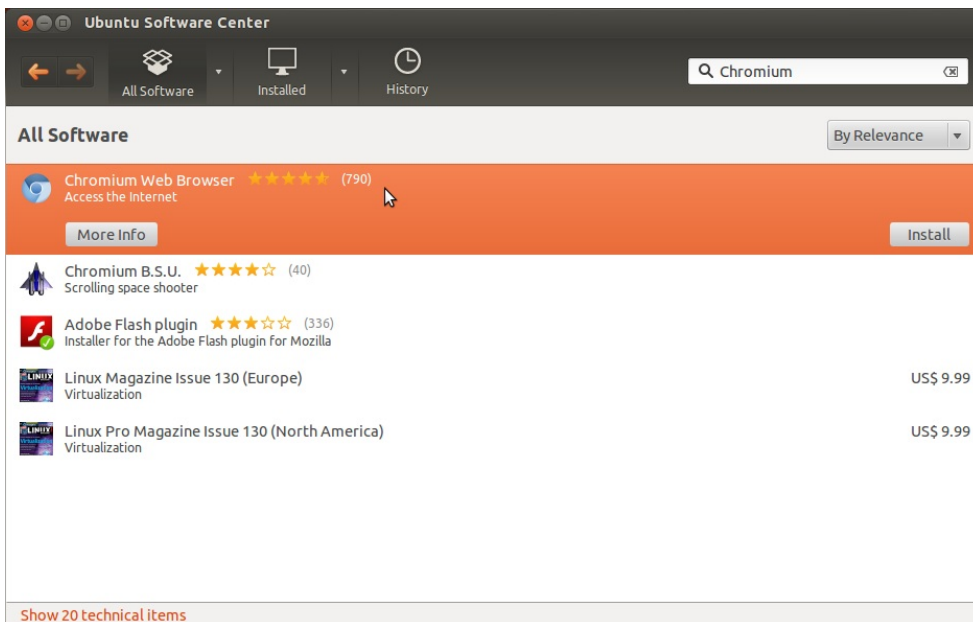 Ubuntu Software Center
All Software
Installed
History
Chromium
All Software
By Relevance
Chromium Web Browser (790)
Access the Internet
More Info
Install
Chromium B.S.U. (40)
Scrolling space shooter
Adobe Flash plugin (336)
Installer for the Adobe Flash plugin for Mozilla
Linux Magazine Issue 130 (Europe) US$ 9.99
Virtualization
Linux Pro Magazine Issue 130 (North America) US$ 9.99
Virtualization
Show 20 technical items